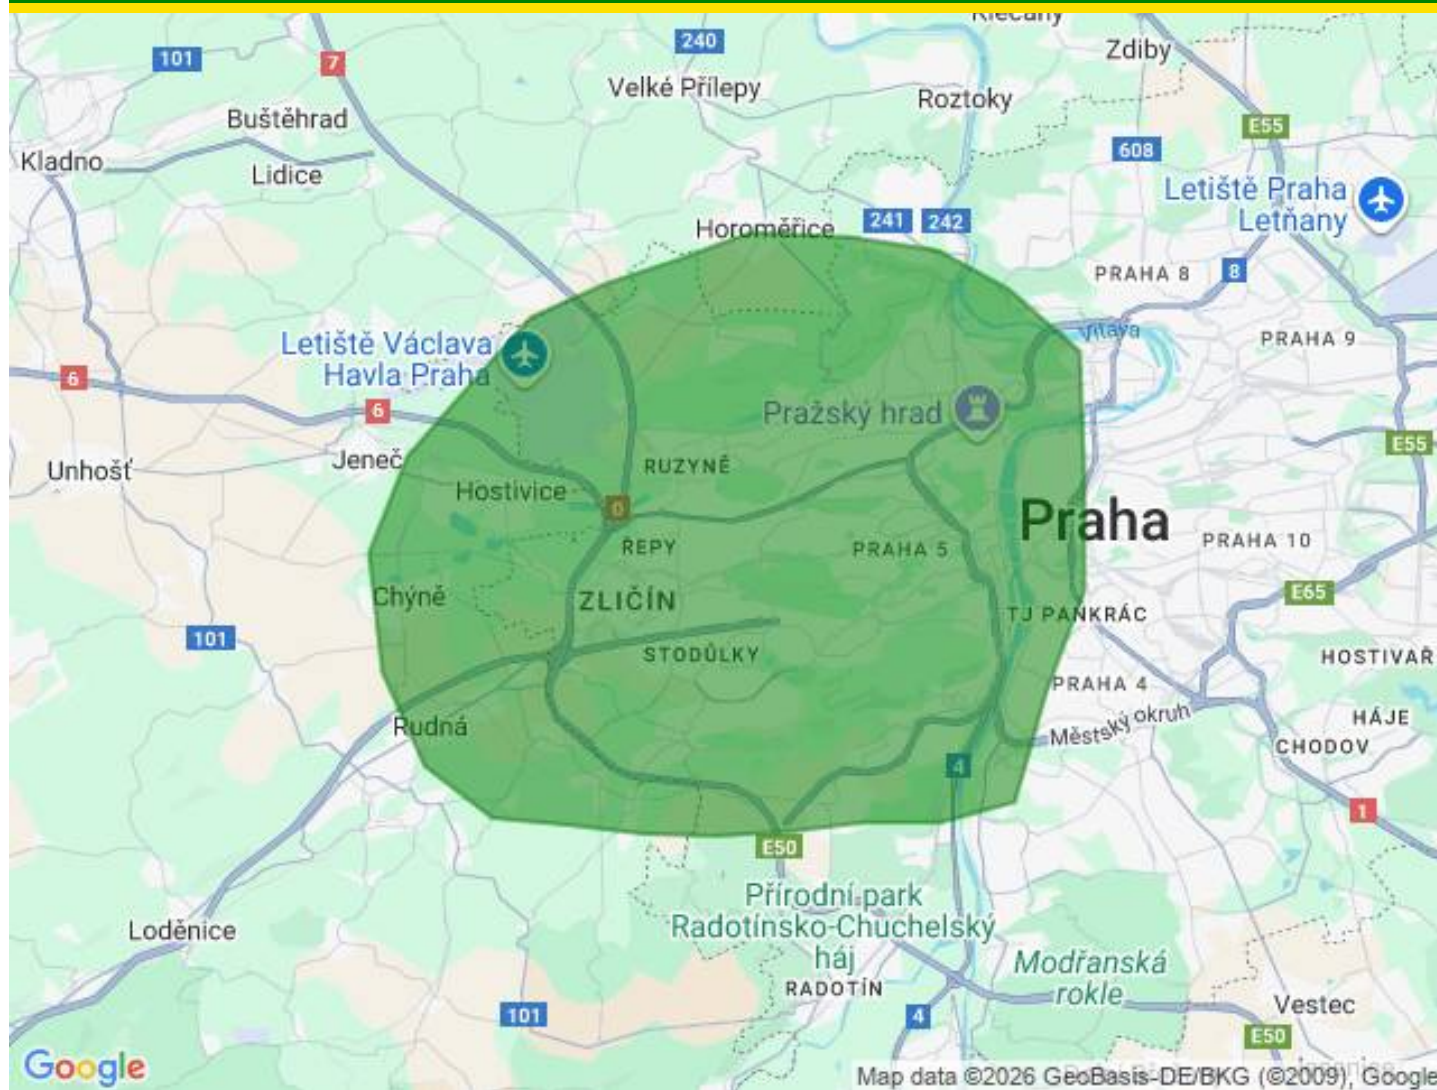 Klecany
240
Zdiby
101
7
Velké Přílepy
Roztoky
Buštěhrad
E55
608
Kladno
Lidice
Letiště Praha
Letňany
Horoměřice
241
242
PRAHA 8
8
Letiště Václava
Havla Praha
Vltava
PRAHA 9
6
6
Pražský hrad
E55
Jeneč
Unhošť
RUZYNĚ
Hostivice
6
Praha
ŘEPY
PRAHA 5
PRAHA 10
Chýně
ZLIČÍN
E65
TJ PANKRÁC
101
STODŮLKY
HOSTIVAŘ
PRAHA 4
Rudná
Městský okruh
HÁJE
CHODOV
4
1
E50
Přírodní park
Radotínsko-Chuchelský
háj
Loděnice
Modřanská
rokle
RADOTÍN
Vestec
101
4
E50
Google
Map data ©2026 GeoBasis-DE/BKG (©2009), Google